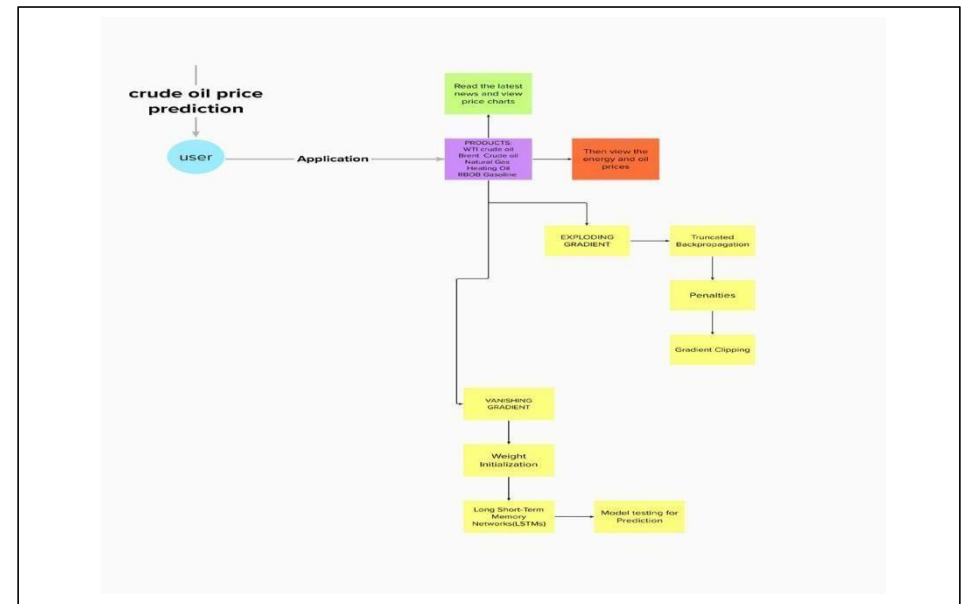 crude oil price
prediction
user
Application
Read the latest
news and view
price charts
PRODUCTS:
WTI crude oil
Brent Crude oil
Natural Gas
Heating Oil
RBOB Gasoline
Then view the
energy and oil
prices
EXPLODING
GRADIENT
Truncated
Backpropagation
Penalties
Gradient Clipping
VANISHING
GRADIENT
Weight
Initialization
Long Short-Term
Memory
Networks(LSTMs)
Model testing for
Prediction